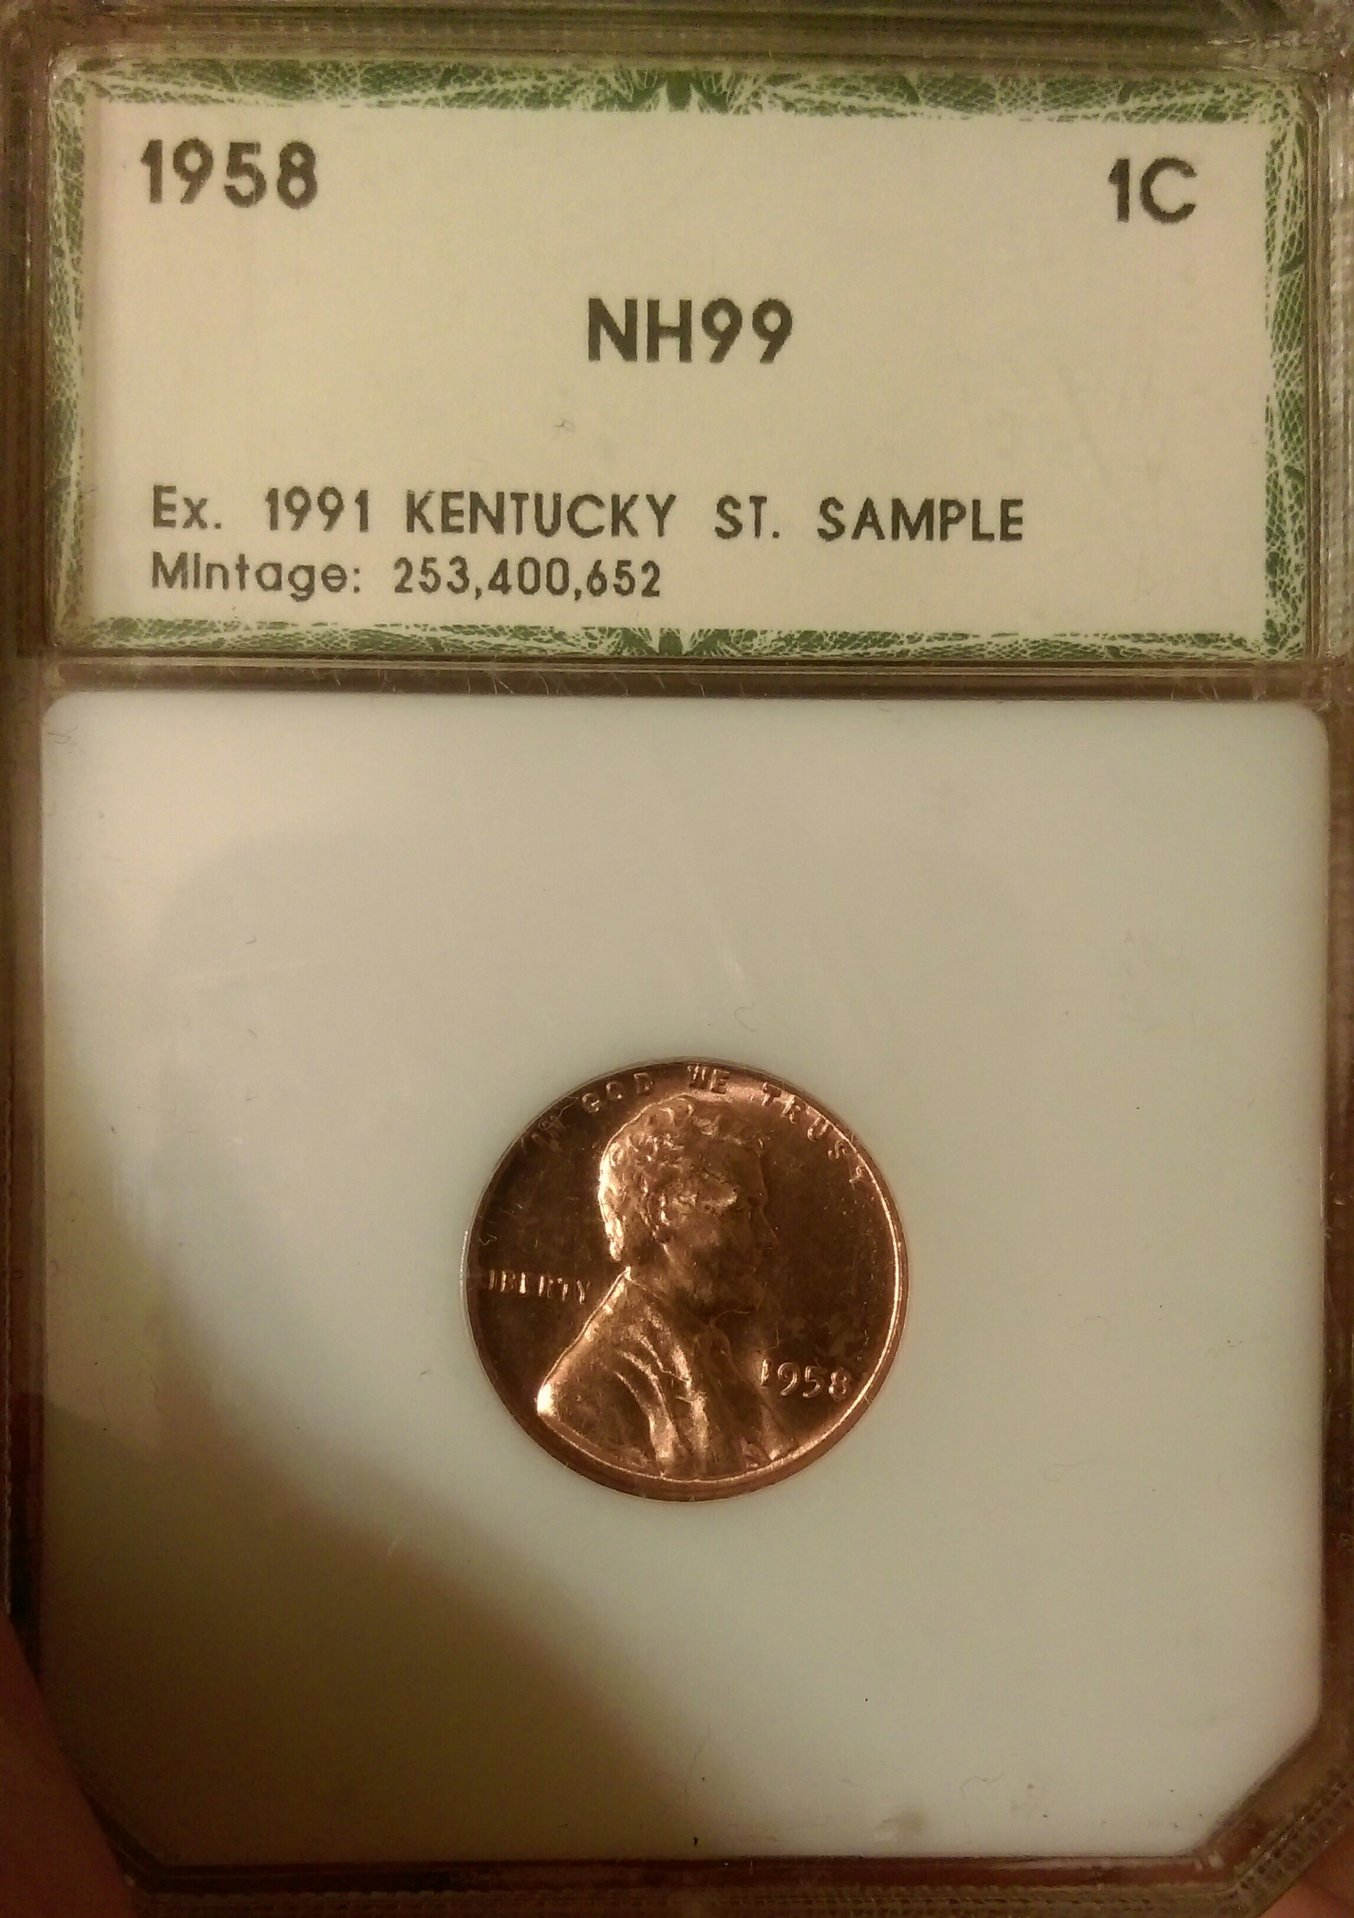 1958 1C
NH99
Ex. 1991 KENTUCKY ST. SAMPLE
Mintage: 253,400,652
IN GOD WE TRUST
LIBERTY
1958